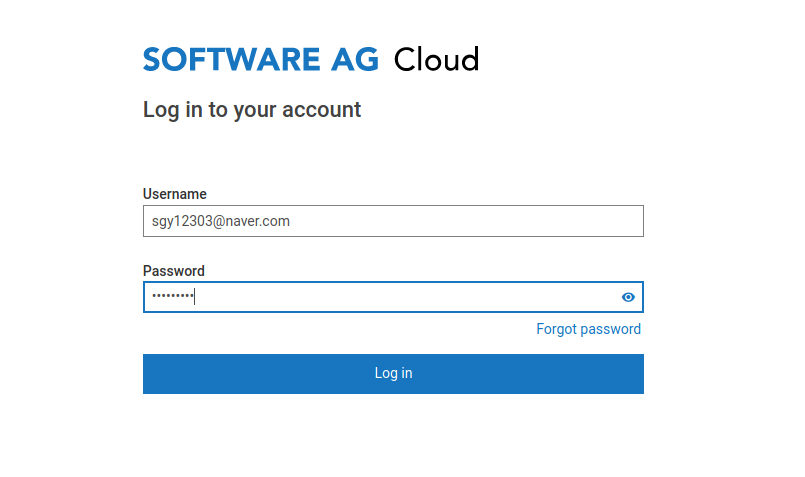 SOFTWARE AG Cloud
Log in to your account
Username
sgy12303@naver.com
Password
•••••••••
Forgot password
Log in